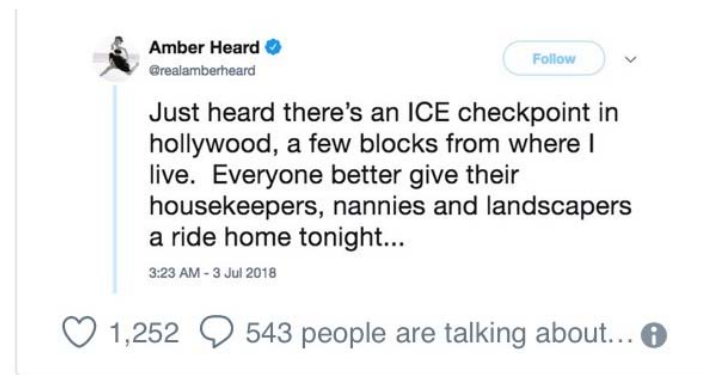 Amber Heard
@realamberheard
Follow
Just heard there's an ICE checkpoint in
hollywood, a few blocks from where I
live.  Everyone better give their
housekeepers, nannies and landscapers
a ride home tonight...
3:23 AM - 3 Jul 2018
1,252 543 people are talking about...